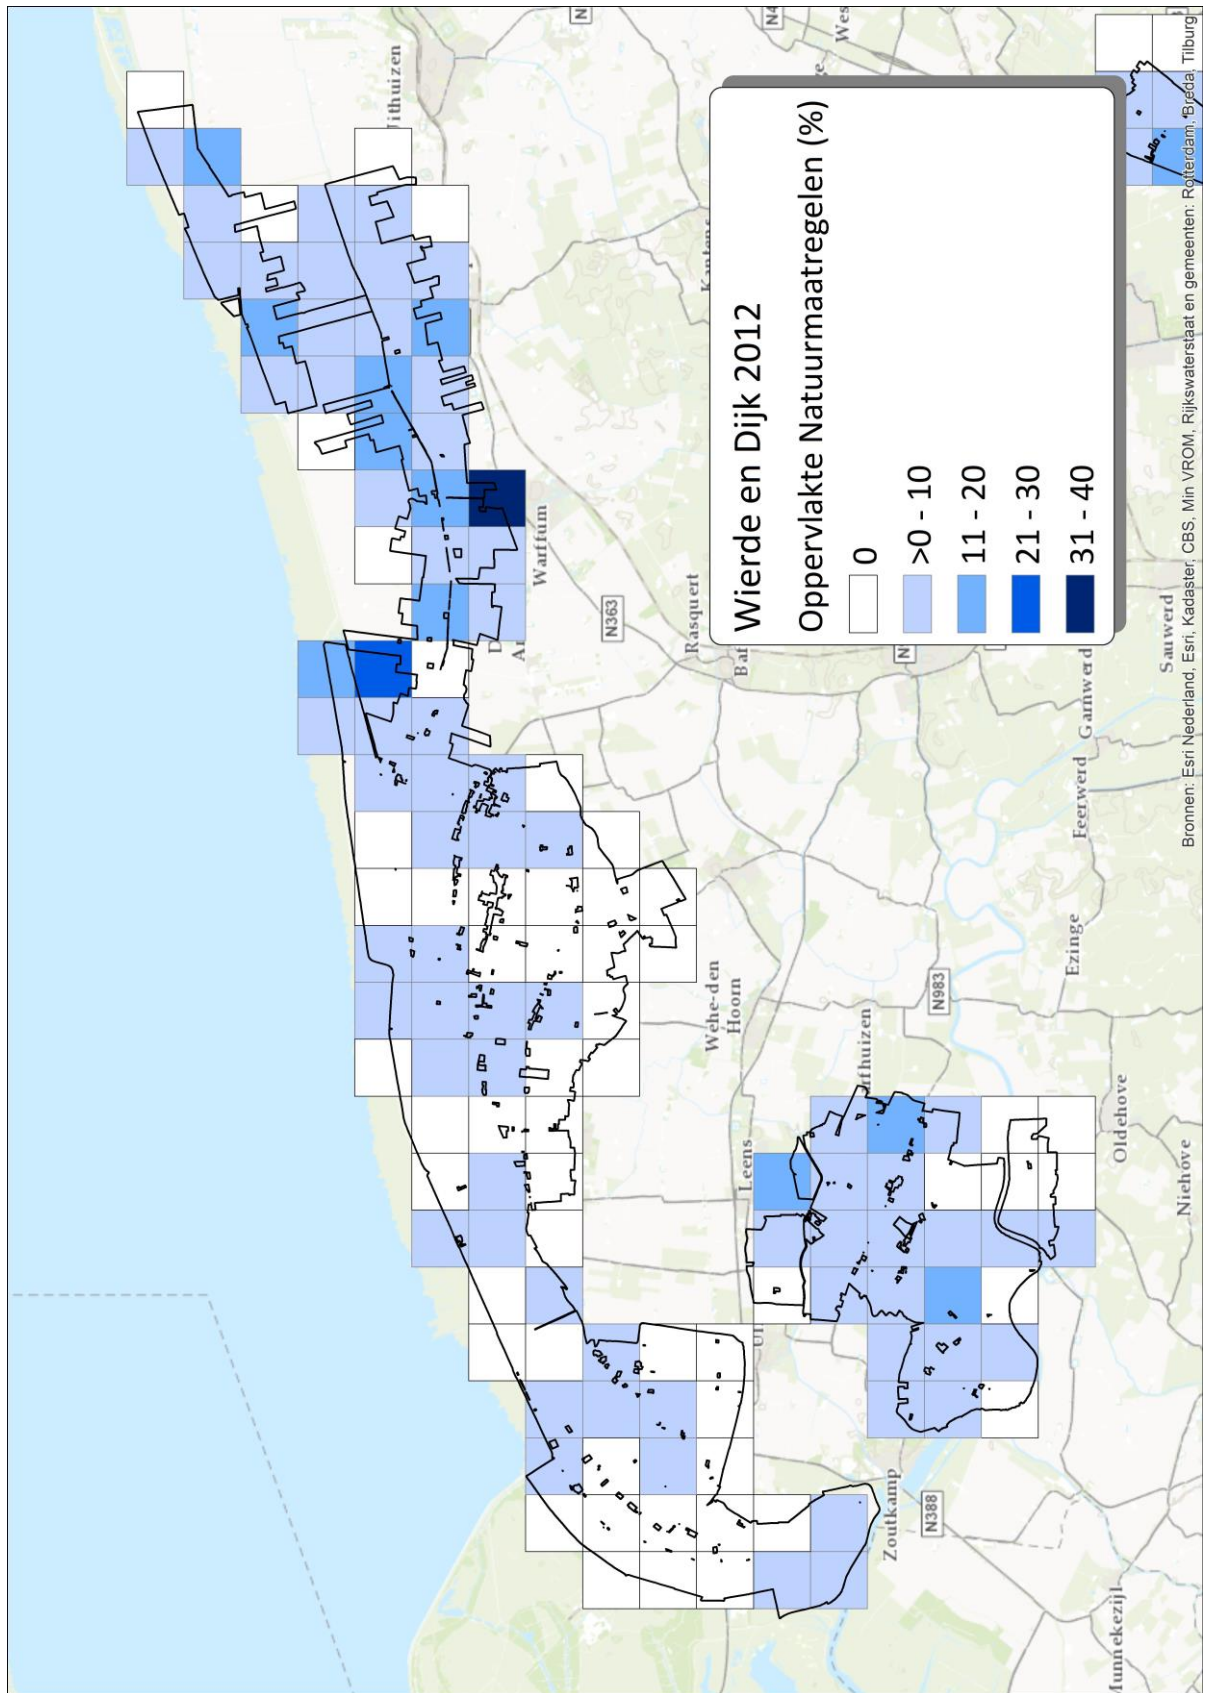 Wierde en Dijk 2012
Oppervlakte Natuurmaatregelen (%)
0
>0 - 10
11 - 20
21 - 30
31 - 40
Warffum
N363
Rasquert
Wehe-den
Hoorn
Leens
N983
Ezinge
Feerwerd
Garnwerd
Sauwerd
Oldehove
Niehove
Zoutkamp
N388
Munnekezijl
Bronnen: Esri Nederland, Esri, Kadaster, CBS, Min VROM, Rijkswaterstaat en gemeenten: Rotterdam, Breda, Tilburg